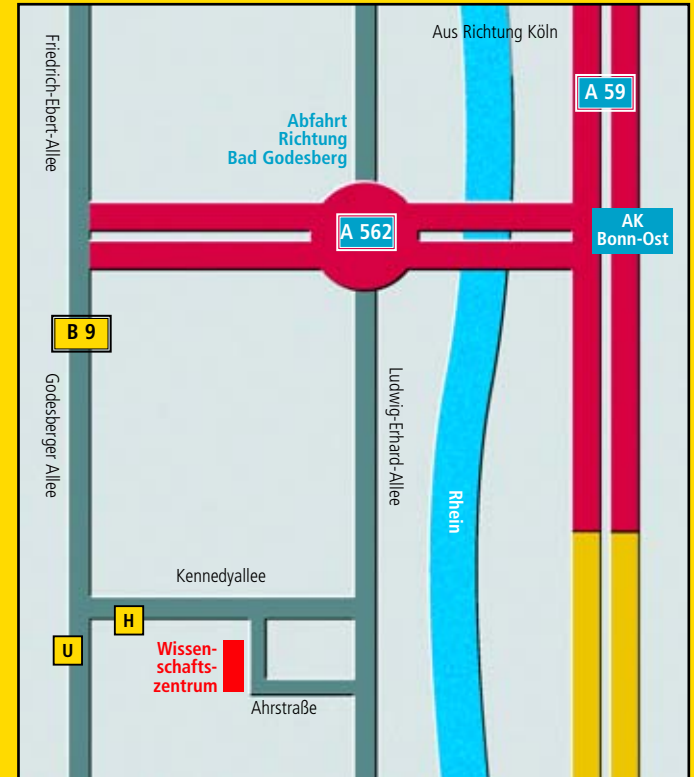 Aus Richtung Köln
Friedrich-Ebert-Allee
A 59
Abfahrt
Richtung
Bad Godesberg
A 562
AK
Bonn-Ost
B 9
Godesberger Allee
Ludwig-Erhard-Allee
Rhein
Kennedyallee
H
U
Wissen-
schafts-
zentrum
Ahrstraße